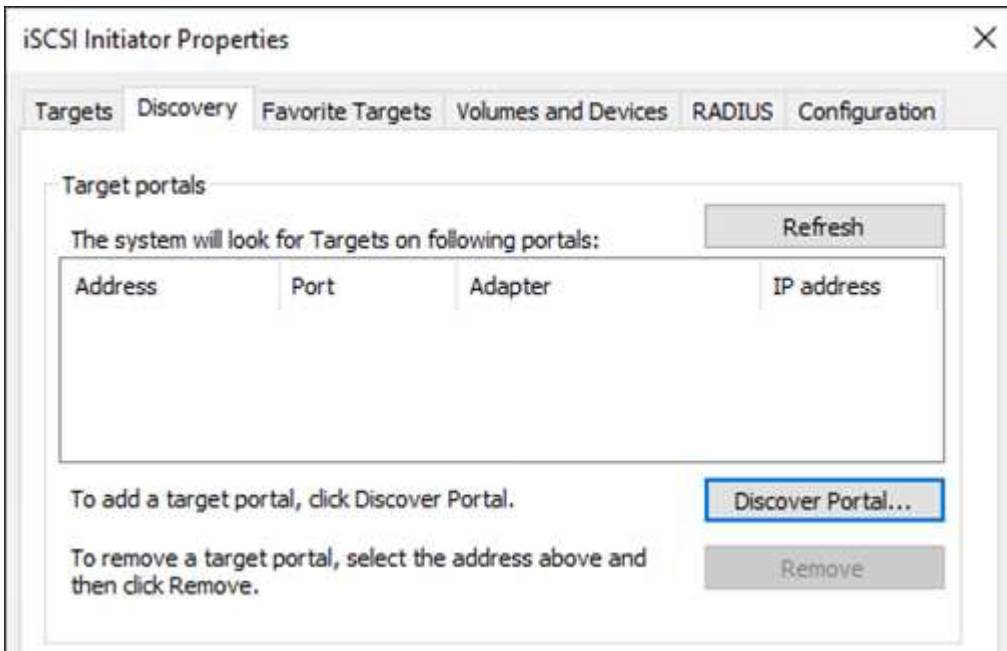 iSCSI Initiator Properties
Targets Discovery Favorite Targets Volumes and Devices RADIUS Configuration
Target portals
The system will look for Targets on following portals:
Refresh
Address Port Adapter IP address
To add a target portal, click Discover Portal.
Discover Portal...
To remove a target portal, select the address above and
then click Remove.
Remove